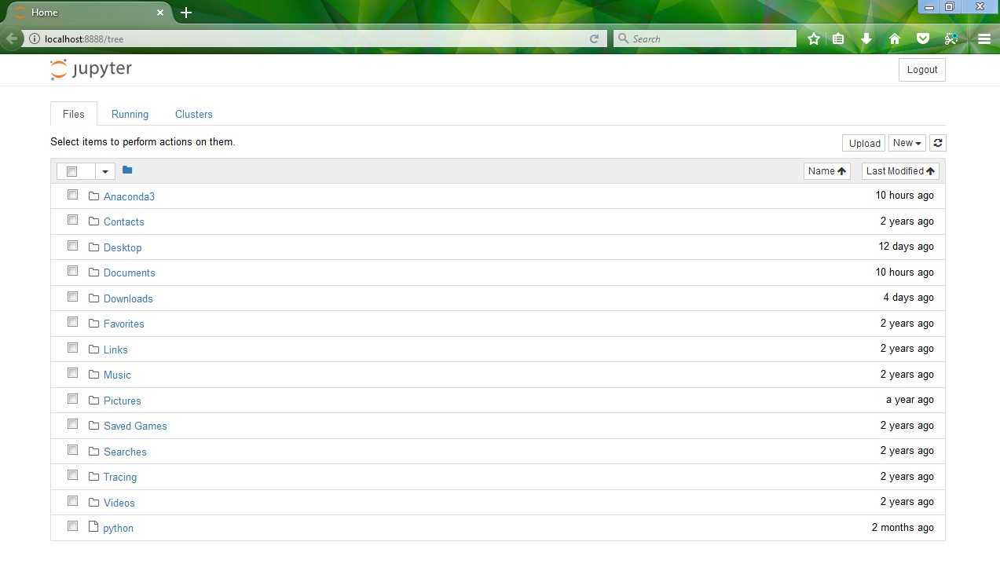 Home
localhost:8888/tree
Search
jupyter
Logout
Files Running Clusters
Select items to perform actions on them.
Upload New
Name Last Modified
Anaconda3 10 hours ago
Contacts 2 years ago
Desktop 12 days ago
Documents 10 hours ago
Downloads 4 days ago
Favorites 2 years ago
Links 2 years ago
Music 2 years ago
Pictures a year ago
Saved Games 2 years ago
Searches 2 years ago
Tracing 2 years ago
Videos 2 years ago
python 2 months ago